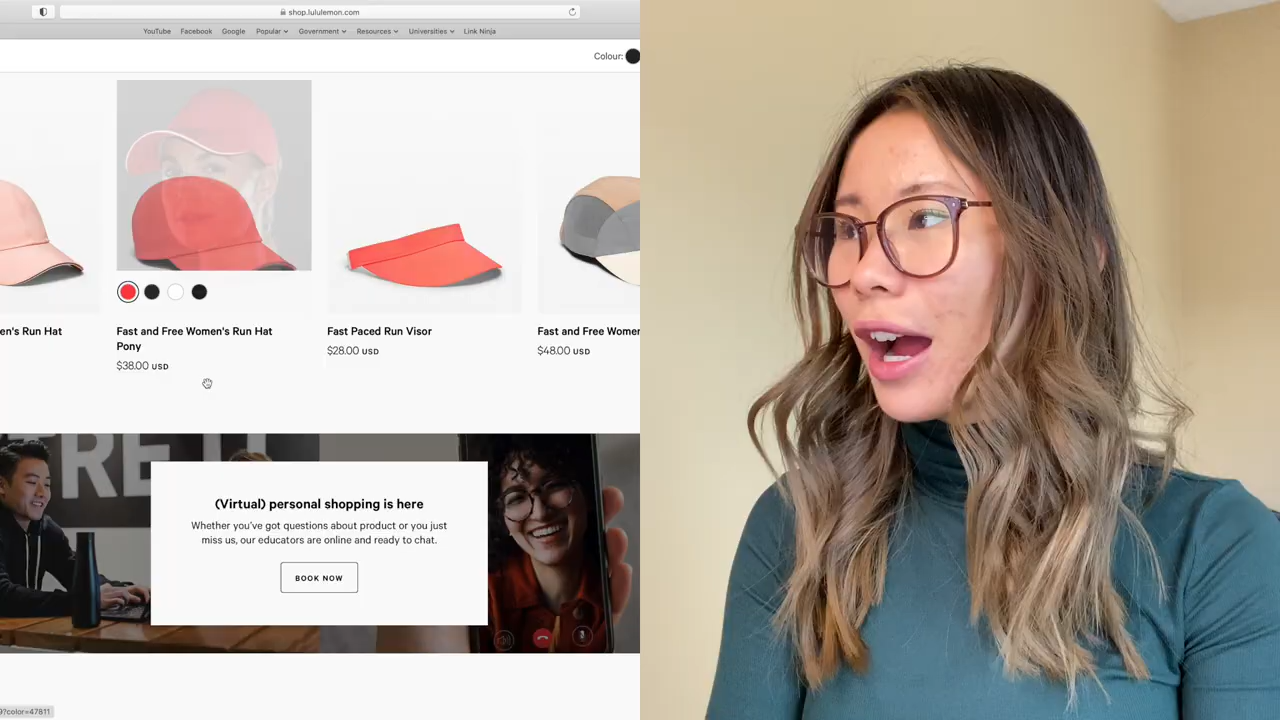 shop.lululemon.com
YouTube Facebook Google Popular Government Resources Universities Link Ninja
Colour:
en's Run Hat
Fast and Free Women's Run Hat
Pony
$38.00 USD
Fast Paced Run Visor
$28.00 USD
Fast and Free Wome
$48.00 USD
(Virtual) personal shopping is here
Whether you've got questions about product or you just
miss us, our educators are online and ready to chat.
BOOK NOW
9?color=47811